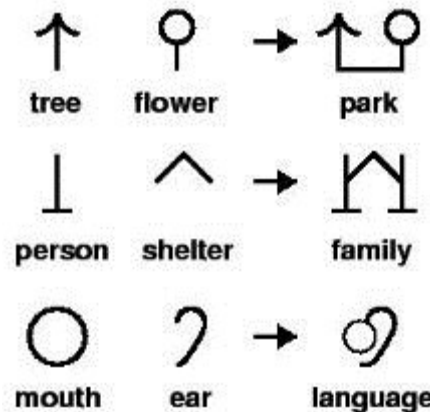 tree flower park
person shelter family
mouth ear language